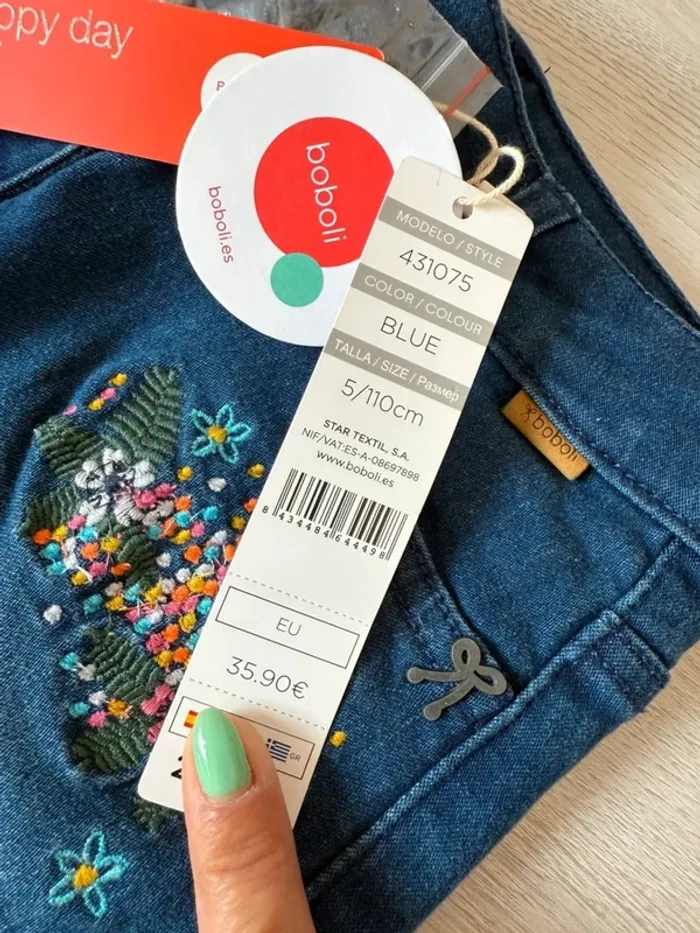 ppy day
boboli
boboli.es
MODELO / STYLE
431075
COLOR / COLOUR
BLUE
TALLA / SIZE / Размер
5/110cm
STAR TEXTIL, S.A.
NIF/VAT:ES-A-08697898
www.boboli.es
8 434484 644498
EU
35.90€
GR
boboli